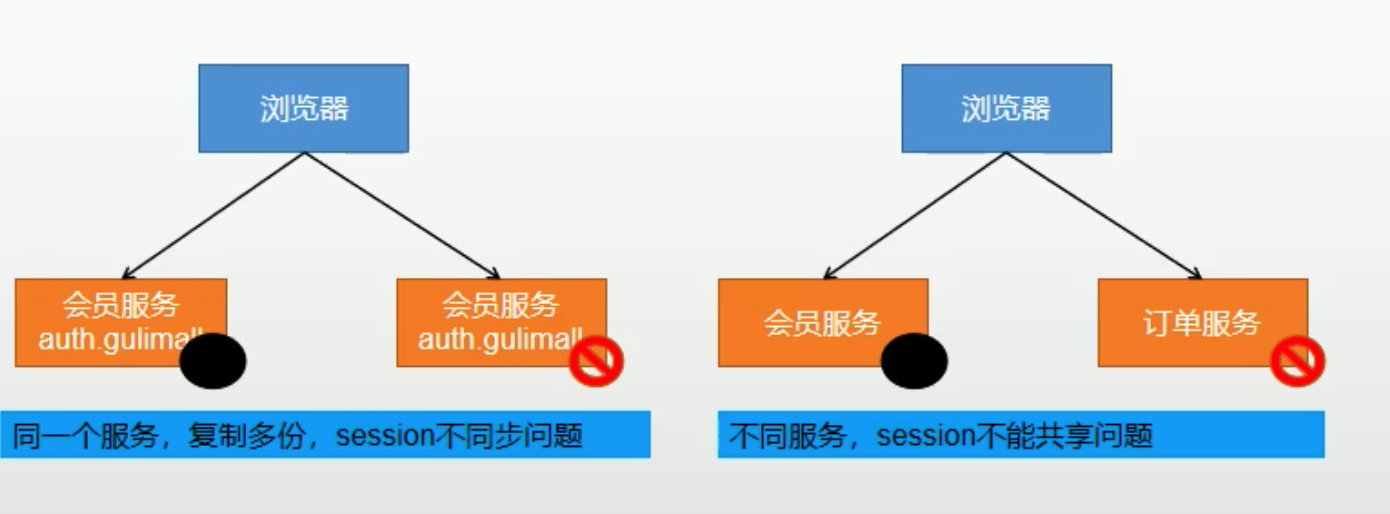 浏览器
浏览器
会员服务
auth.gulimall
会员服务
auth.gulimall
会员服务
订单服务
同一个服务，复制多份，session不同步问题
不同服务，session不能共享问题